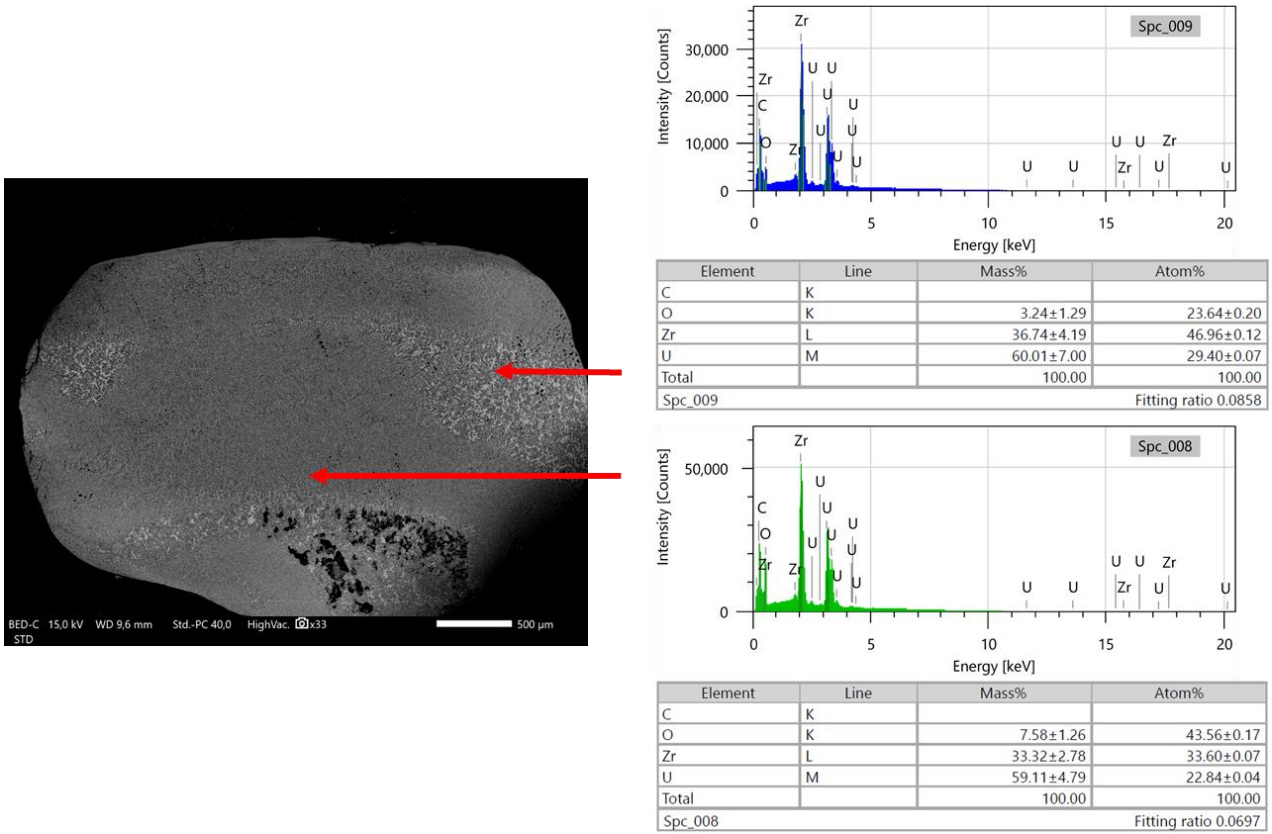 Spc_009
Intensity [Counts]
30,000
20,000
10,000
0
Zr
Zr
C
O
Zr
U U
U
U
U
U
U
U
U
U
U U
Zr
Zr
U
U
0 5 10 15 20
Energy [keV]
Element Line Mass% Atom%
C K
O K 3.24±1.29 23.64±0.20
Zr L 36.74±4.19 46.96±0.12
U M 60.01±7.00 29.40±0.07
Total 100.00 100.00
Spc_009 Fitting ratio 0.0858
BED-C 15,0 kV WD 9,6 mm Std.-PC 40,0 HighVac. x33 500 µm
STD
Spc_008
Intensity [Counts]
50,000
0
Zr
C
O
Zr
Zr
U
U
U
U
U
U
U
U
U
U
U U
Zr
Zr
U
U
0 5 10 15 20
Energy [keV]
Element Line Mass% Atom%
C K
O K 7.58±1.26 43.56±0.17
Zr L 33.32±2.78 33.60±0.07
U M 59.11±4.79 22.84±0.04
Total 100.00 100.00
Spc_008 Fitting ratio 0.0697